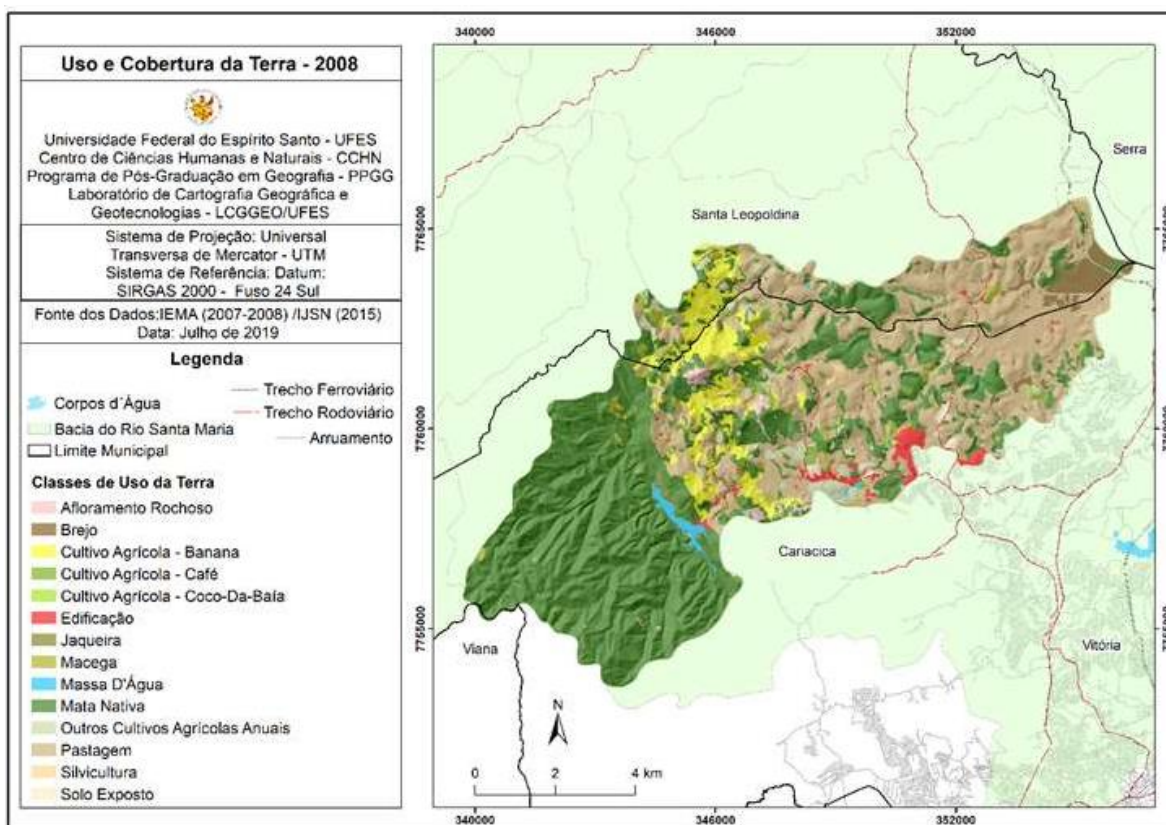 Uso e Cobertura da Terra - 2008
Universidade Federal do Espírito Santo - UFES
Centro de Ciências Humanas e Naturais - CCHN
Programa de Pós-Graduação em Geografia - PPGG
Laboratório de Cartografia Geográfica e
Geotecnologias - LCGGEO/UFES
Sistema de Projeção: Universal
Transversa de Mercator - UTM
Sistema de Referência: Datum:
SIRGAS 2000 - Fuso 24 Sul
Fonte dos Dados:IEMA (2007-2008) /IJSN (2015)
Data: Julho de 2019
Legenda
Corpos d´Água
Bacia do Rio Santa Maria
Limite Municipal
Trecho Ferroviário
Trecho Rodoviário
Arruamento
Classes de Uso da Terra
Afloramento Rochoso
Brejo
Cultivo Agrícola - Banana
Cultivo Agrícola - Café
Cultivo Agrícola - Coco-Da-Baía
Edificação
Jaqueira
Macega
Massa D'Água
Mata Nativa
Outros Cultivos Agrícolas Anuais
Pastagem
Silvicultura
Solo Exposto
340000
346000
352000
Serra
Santa Leopoldina
7765000
7765000
7760000
7760000
Cariacica
7755000
7755000
Viana
Vitória
N
0 2 4 km
340000
346000
352000